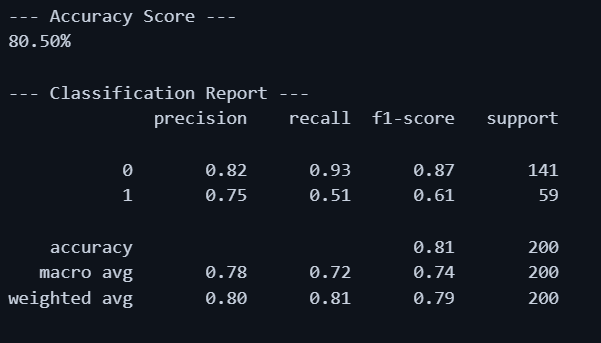 --- Accuracy Score ---
80.50%
--- Classification Report ---
precision recall f1-score support
0 0.82 0.93 0.87 141
1 0.75 0.51 0.61 59
accuracy 0.81 200
macro avg 0.78 0.72 0.74 200
weighted avg 0.80 0.81 0.79 200